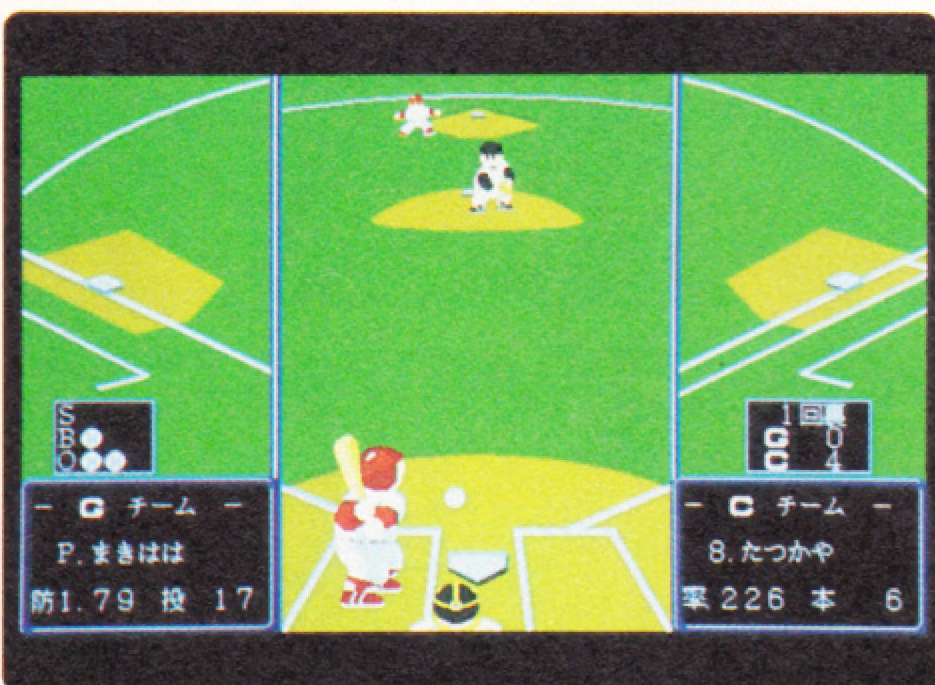 S
B
O
1回裏
G 0
C 4
- G チーム -
P.まきはは
防1.79 投 17
- C チーム -
8.たつかや
率226 本 6